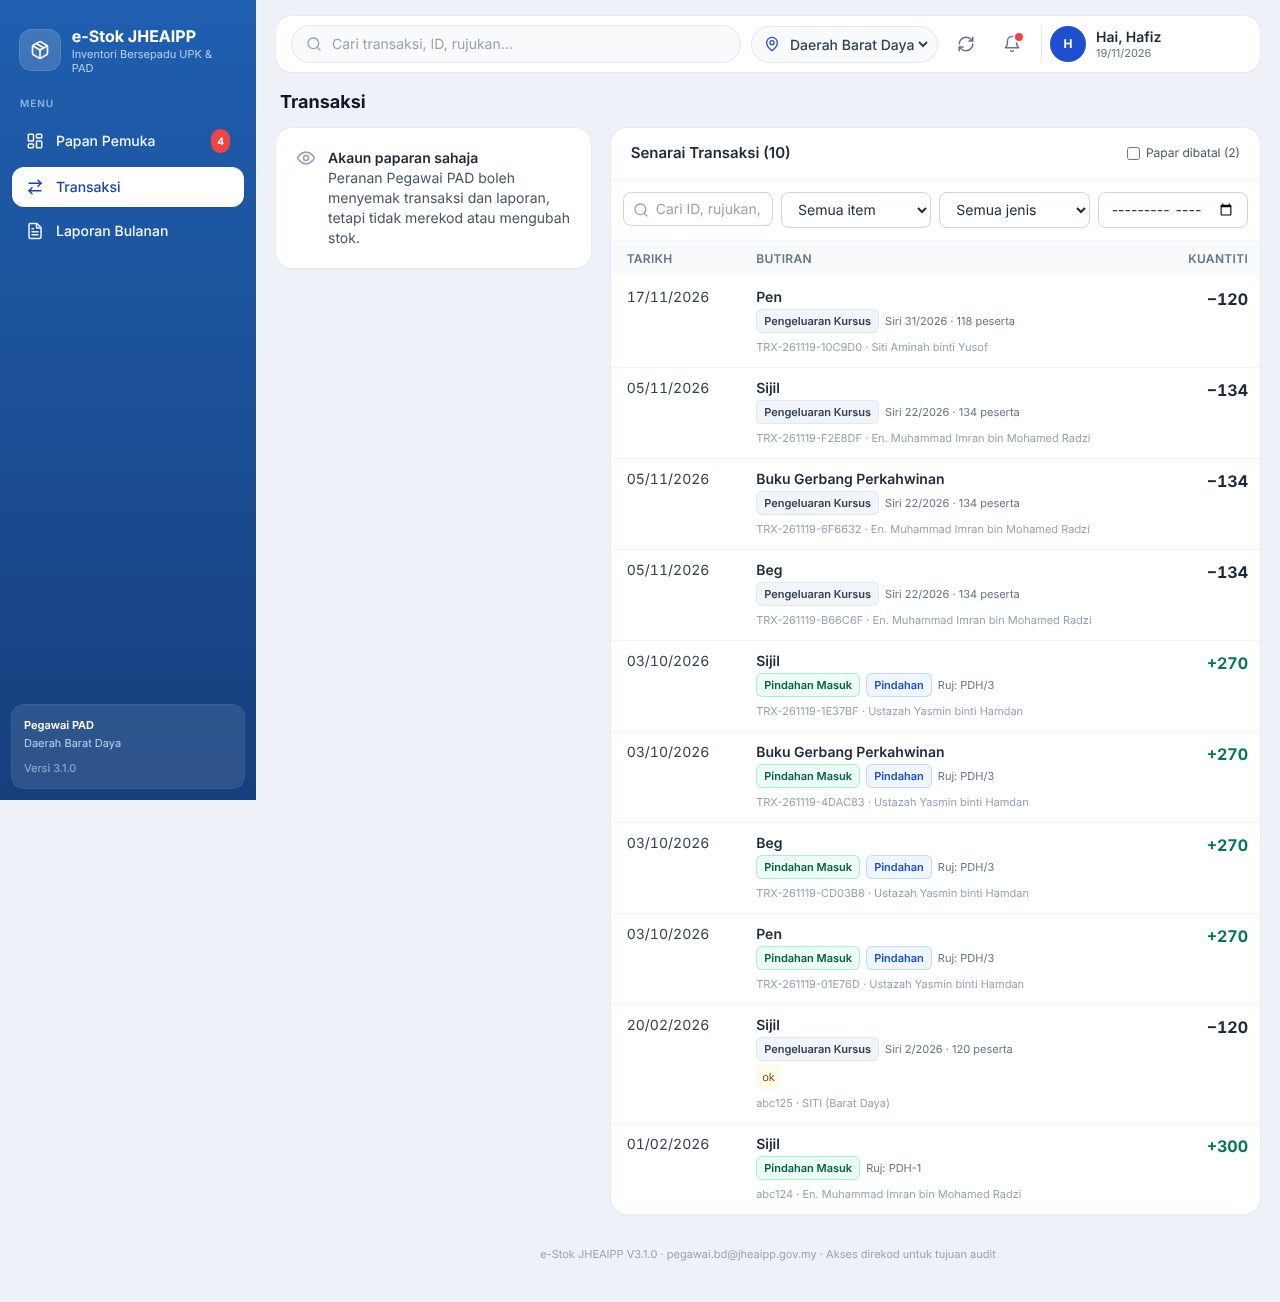 e-Stok JHEAIPP
Inventori Bersepadu UPK &
PAD
MENU
Papan Pemuka
4
Transaksi
Laporan Bulanan
Pegawai PAD
Daerah Barat Daya
Versi 3.1.0
Cari transaksi, ID, rujukan...
Daerah Barat Daya
H
Hai, Hafiz
19/11/2026
Transaksi
Akaun paparan sahaja
Peranan Pegawai PAD boleh
menyemak transaksi dan laporan,
tetapi tidak merekod atau mengubah
stok.
Senarai Transaksi (10)
Papar dibatal (2)
Cari ID, rujukan,
Semua item
Semua jenis
--------- ----
TARIKH BUTIRAN KUANTITI
17/11/2026 Pen −120
Pengeluaran Kursus Siri 31/2026 · 118 peserta
TRX-261119-10C9D0 · Siti Aminah binti Yusof
05/11/2026 Sijil −134
Pengeluaran Kursus Siri 22/2026 · 134 peserta
TRX-261119-F2E8DF · En. Muhammad Imran bin Mohamed Radzi
05/11/2026 Buku Gerbang Perkahwinan −134
Pengeluaran Kursus Siri 22/2026 · 134 peserta
TRX-261119-6F6632 · En. Muhammad Imran bin Mohamed Radzi
05/11/2026 Beg −134
Pengeluaran Kursus Siri 22/2026 · 134 peserta
TRX-261119-B66C6F · En. Muhammad Imran bin Mohamed Radzi
03/10/2026 Sijil +270
Pindahan Masuk Pindahan Ruj: PDH/3
TRX-261119-1E37BF · Ustazah Yasmin binti Hamdan
03/10/2026 Buku Gerbang Perkahwinan +270
Pindahan Masuk Pindahan Ruj: PDH/3
TRX-261119-4DAC83 · Ustazah Yasmin binti Hamdan
03/10/2026 Beg +270
Pindahan Masuk Pindahan Ruj: PDH/3
TRX-261119-CD03B8 · Ustazah Yasmin binti Hamdan
03/10/2026 Pen +270
Pindahan Masuk Pindahan Ruj: PDH/3
TRX-261119-01E76D · Ustazah Yasmin binti Hamdan
20/02/2026 Sijil −120
Pengeluaran Kursus Siri 2/2026 · 120 peserta
ok
abc125 · SITI (Barat Daya)
01/02/2026 Sijil +300
Pindahan Masuk Ruj: PDH-1
abc124 · En. Muhammad Imran bin Mohamed Radzi
e-Stok JHEAIPP V3.1.0 · pegawai.bd@jheaipp.gov.my · Akses direkod untuk tujuan audit